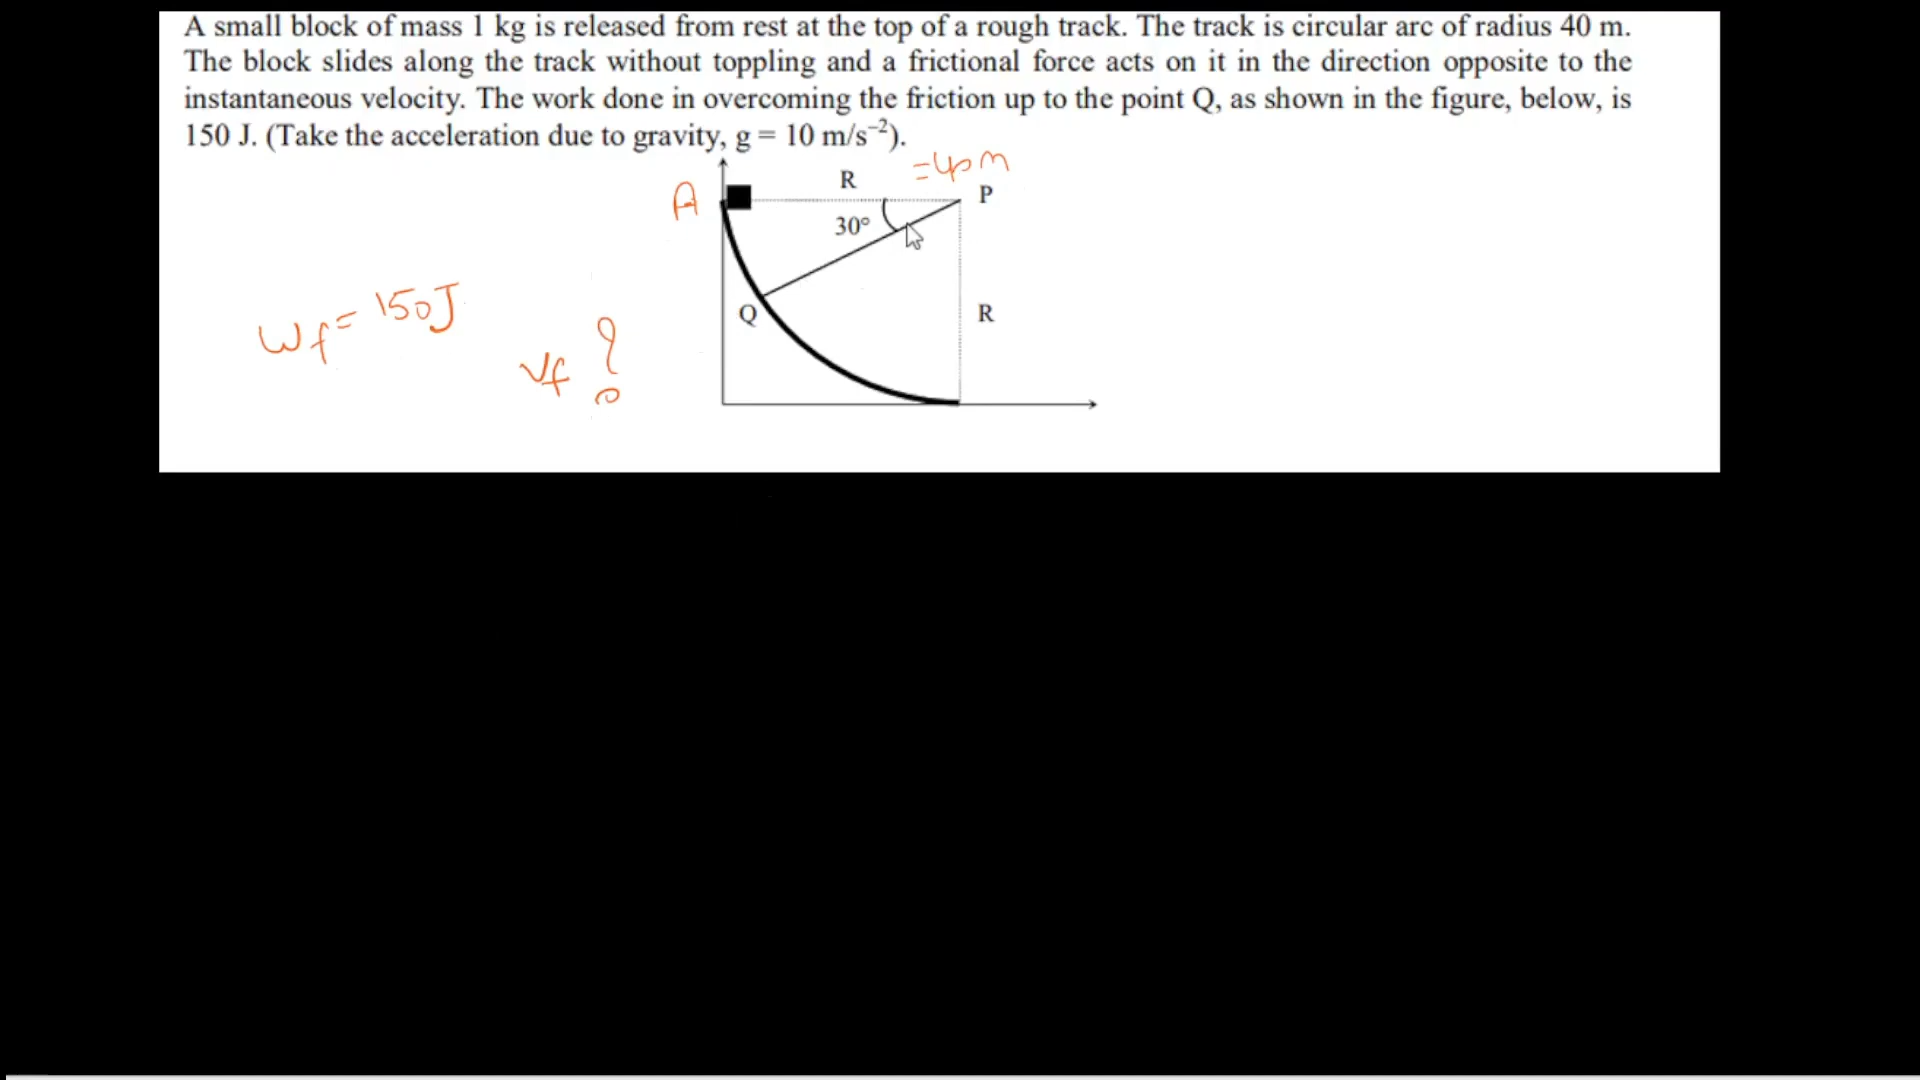 A small block of mass 1 kg is released from rest at the top of a rough track. The track is circular arc of radius 40 m.
The block slides along the track without toppling and a frictional force acts on it in the direction opposite to the
instantaneous velocity. The work done in overcoming the friction up to the point Q, as shown in the figure, below, is
150 J. (Take the acceleration due to gravity, g = 10 m/s⁻²).
R
= 40 m
A
P
30°
Q
R
Wf = 150 J
Vf ?